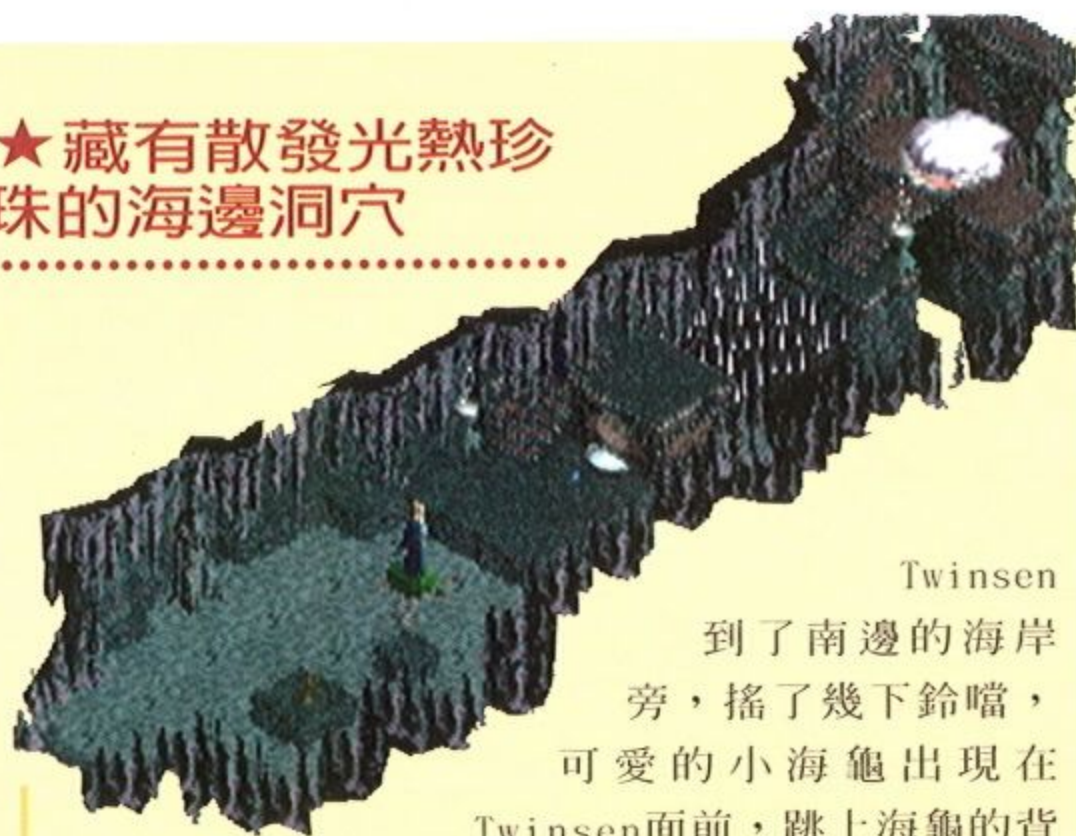 ★藏有散發光熱珍
珠的海邊洞穴
Twinsen
到了南邊的海岸
旁，搖了幾下鈴噹，
可愛的小海龜出現在
Twinsen面前，跳上海龜的背